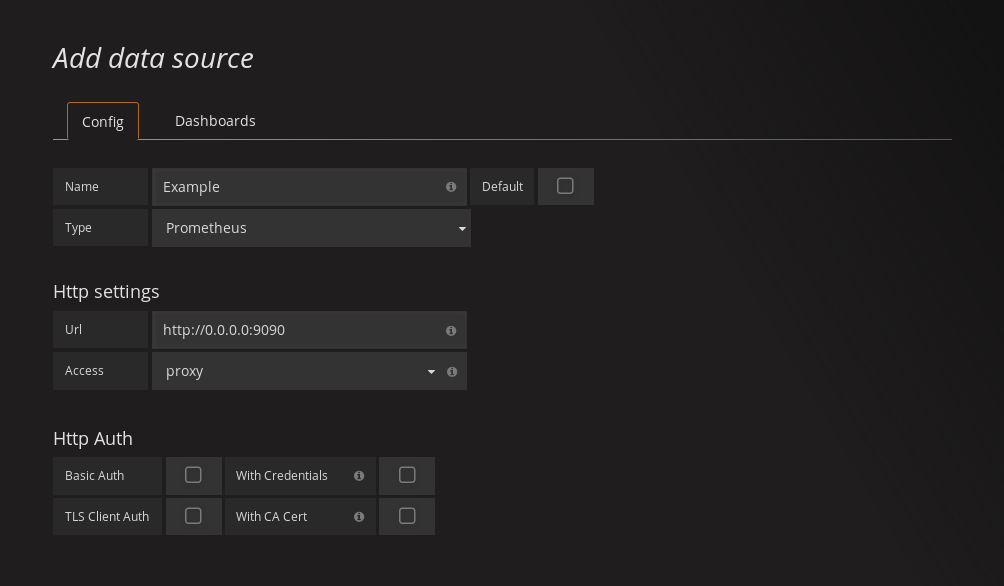 Add data source
Config Dashboards
Name Example Default
Type Prometheus
Http settings
Url http://0.0.0.0:9090
Access proxy
Http Auth
Basic Auth With Credentials
TLS Client Auth With CA Cert